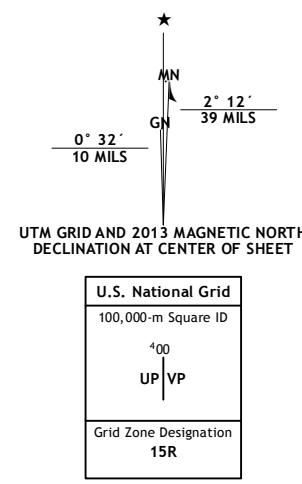 ★
MN
2° 12´
39 MILS
GN
0° 32´
10 MILS
UTM GRID AND 2013 MAGNETIC NORTH
DECLINATION AT CENTER OF SHEET
U.S. National Grid
100,000-m Square ID
⁴00
UP VP
Grid Zone Designation
15R